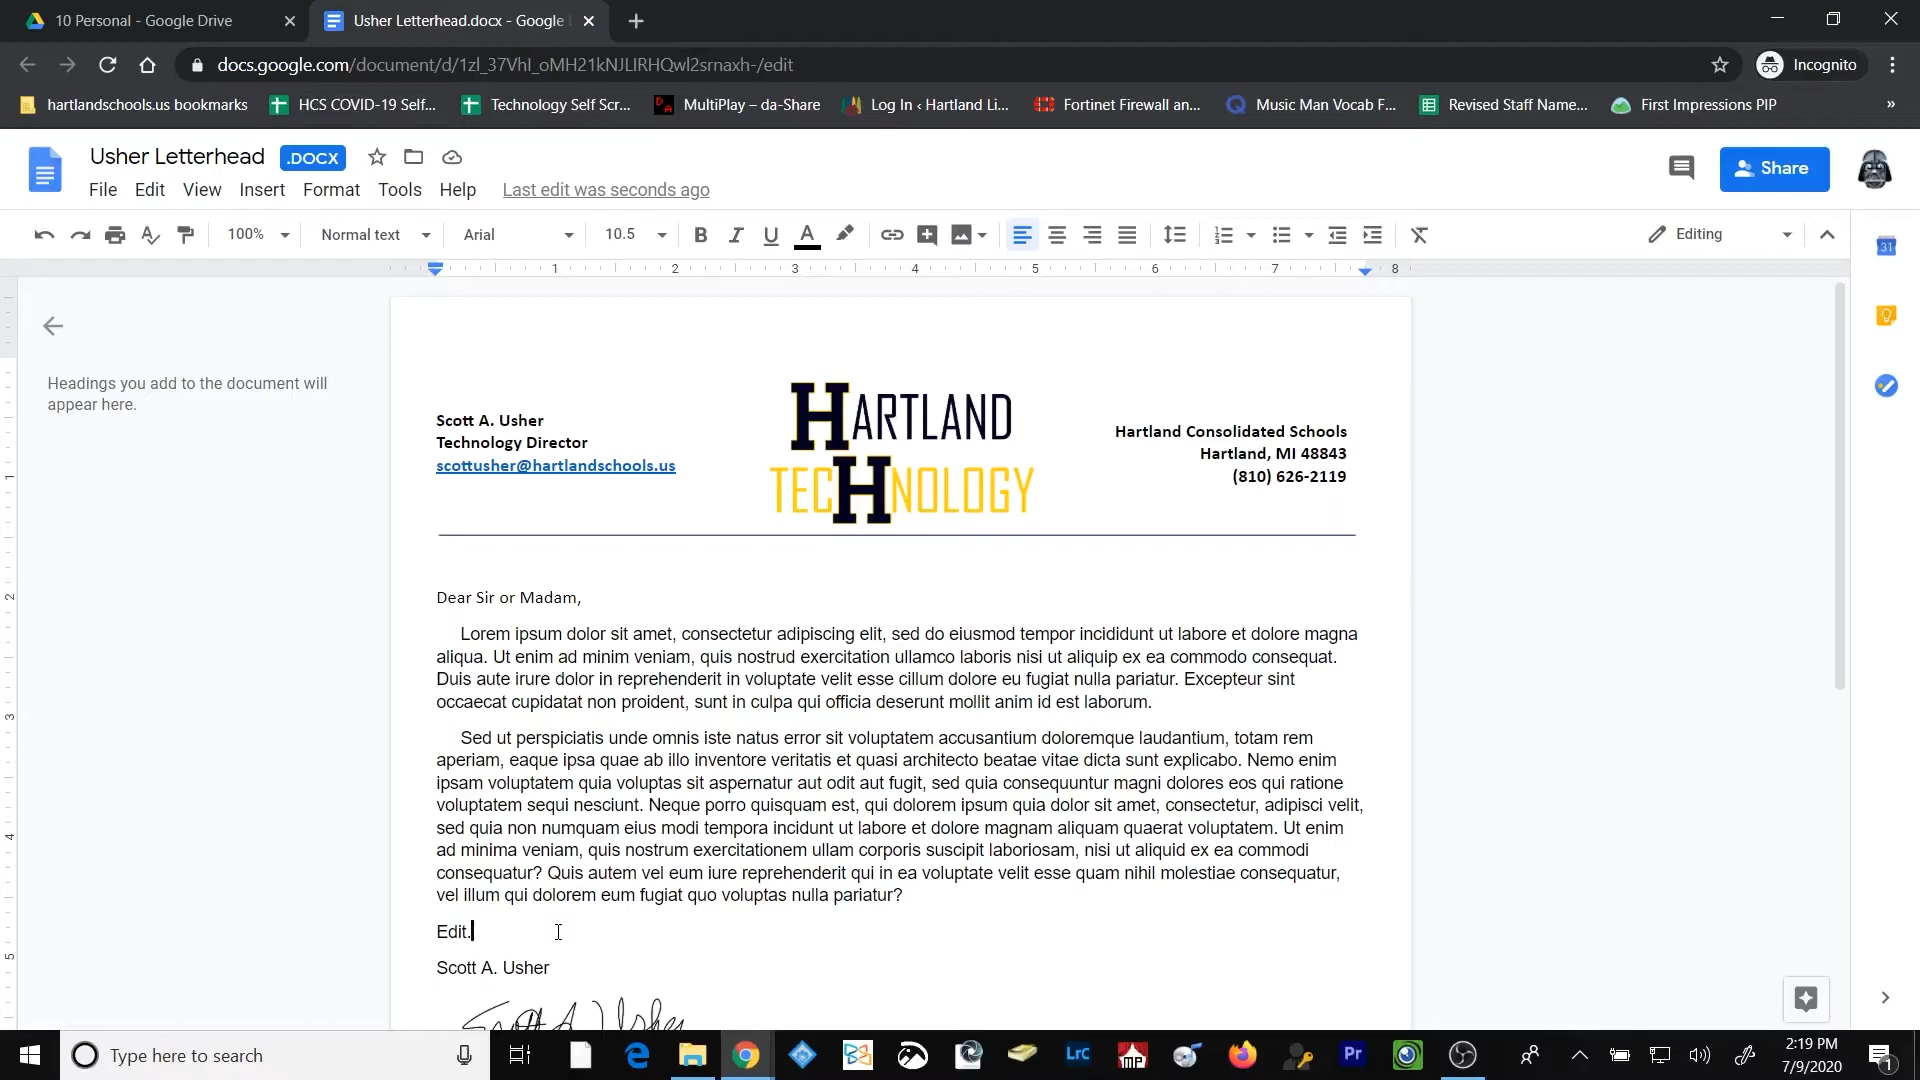 10 Personal - Google Drive
Usher Letterhead.docx - Google
docs.google.com/document/d/1zl_37VhI_oMH21kNJLlRHQwl2srnaxh-/edit
Incognito
hartlandschools.us bookmarks
HCS COVID-19 Self...
Technology Self Scr...
MultiPlay – da-Share
Log In ‹ Hartland Li...
Fortinet Firewall an...
Music Man Vocab F...
Revised Staff Name...
First Impressions PIP
»
Usher Letterhead .DOCX
Share
File Edit View Insert Format Tools Help Last edit was seconds ago
100% Normal text Arial 10.5 B I U A Editing
31
1 2 3 4 5 6 7 8
Headings you add to the document will
appear here.
Scott A. Usher
Technology Director
scottusher@hartlandschools.us
HARTLAND
TECHNOLOGY
Hartland Consolidated Schools
Hartland, MI 48843
(810) 626-2119
1
2
3
4
5
Dear Sir or Madam,
Lorem ipsum dolor sit amet, consectetur adipiscing elit, sed do eiusmod tempor incididunt ut labore et dolore magna
aliqua. Ut enim ad minim veniam, quis nostrud exercitation ullamco laboris nisi ut aliquip ex ea commodo consequat.
Duis aute irure dolor in reprehenderit in voluptate velit esse cillum dolore eu fugiat nulla pariatur. Excepteur sint
occaecat cupidatat non proident, sunt in culpa qui officia deserunt mollit anim id est laborum.
Sed ut perspiciatis unde omnis iste natus error sit voluptatem accusantium doloremque laudantium, totam rem
aperiam, eaque ipsa quae ab illo inventore veritatis et quasi architecto beatae vitae dicta sunt explicabo. Nemo enim
ipsam voluptatem quia voluptas sit aspernatur aut odit aut fugit, sed quia consequuntur magni dolores eos qui ratione
voluptatem sequi nesciunt. Neque porro quisquam est, qui dolorem ipsum quia dolor sit amet, consectetur, adipisci velit,
sed quia non numquam eius modi tempora incidunt ut labore et dolore magnam aliquam quaerat voluptatem. Ut enim
ad minima veniam, quis nostrum exercitationem ullam corporis suscipit laboriosam, nisi ut aliquid ex ea commodi
consequatur? Quis autem vel eum iure reprehenderit qui in ea voluptate velit esse quam nihil molestiae consequatur,
vel illum qui dolorem eum fugiat quo voluptas nulla pariatur?
Edit.
Scott A. Usher
Scott A Usher
Type here to search
LrC
MP
Pr
2:19 PM
7/9/2020
1